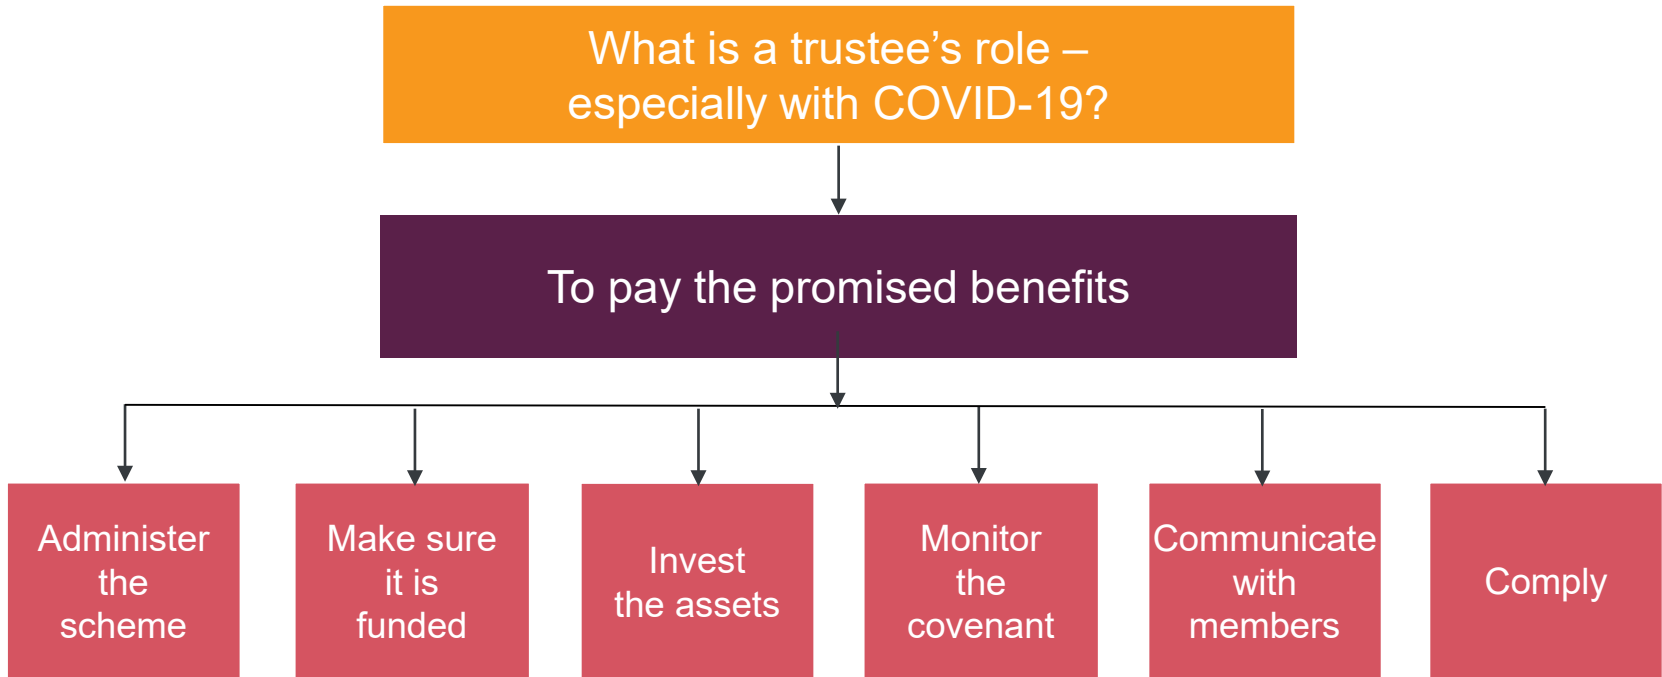 What is a trustee’s role –
especially with COVID-19?
To pay the promised benefits
Administer
the
scheme
Make sure
it is
funded
Invest
the assets
Monitor
the
covenant
Communicate
with
members
Comply